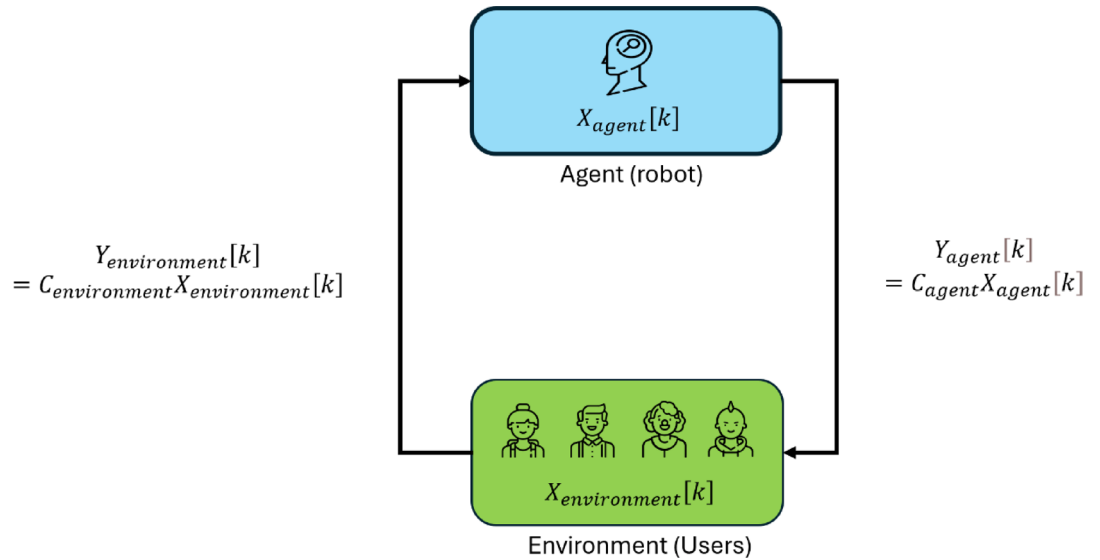 X_{agent}[k]
Agent (robot)
Y_{environment}[k]
= C_{environment}X_{environment}[k]
Y_{agent}[k]
= C_{agent}X_{agent}[k]
X_{environment}[k]
Environment (Users)